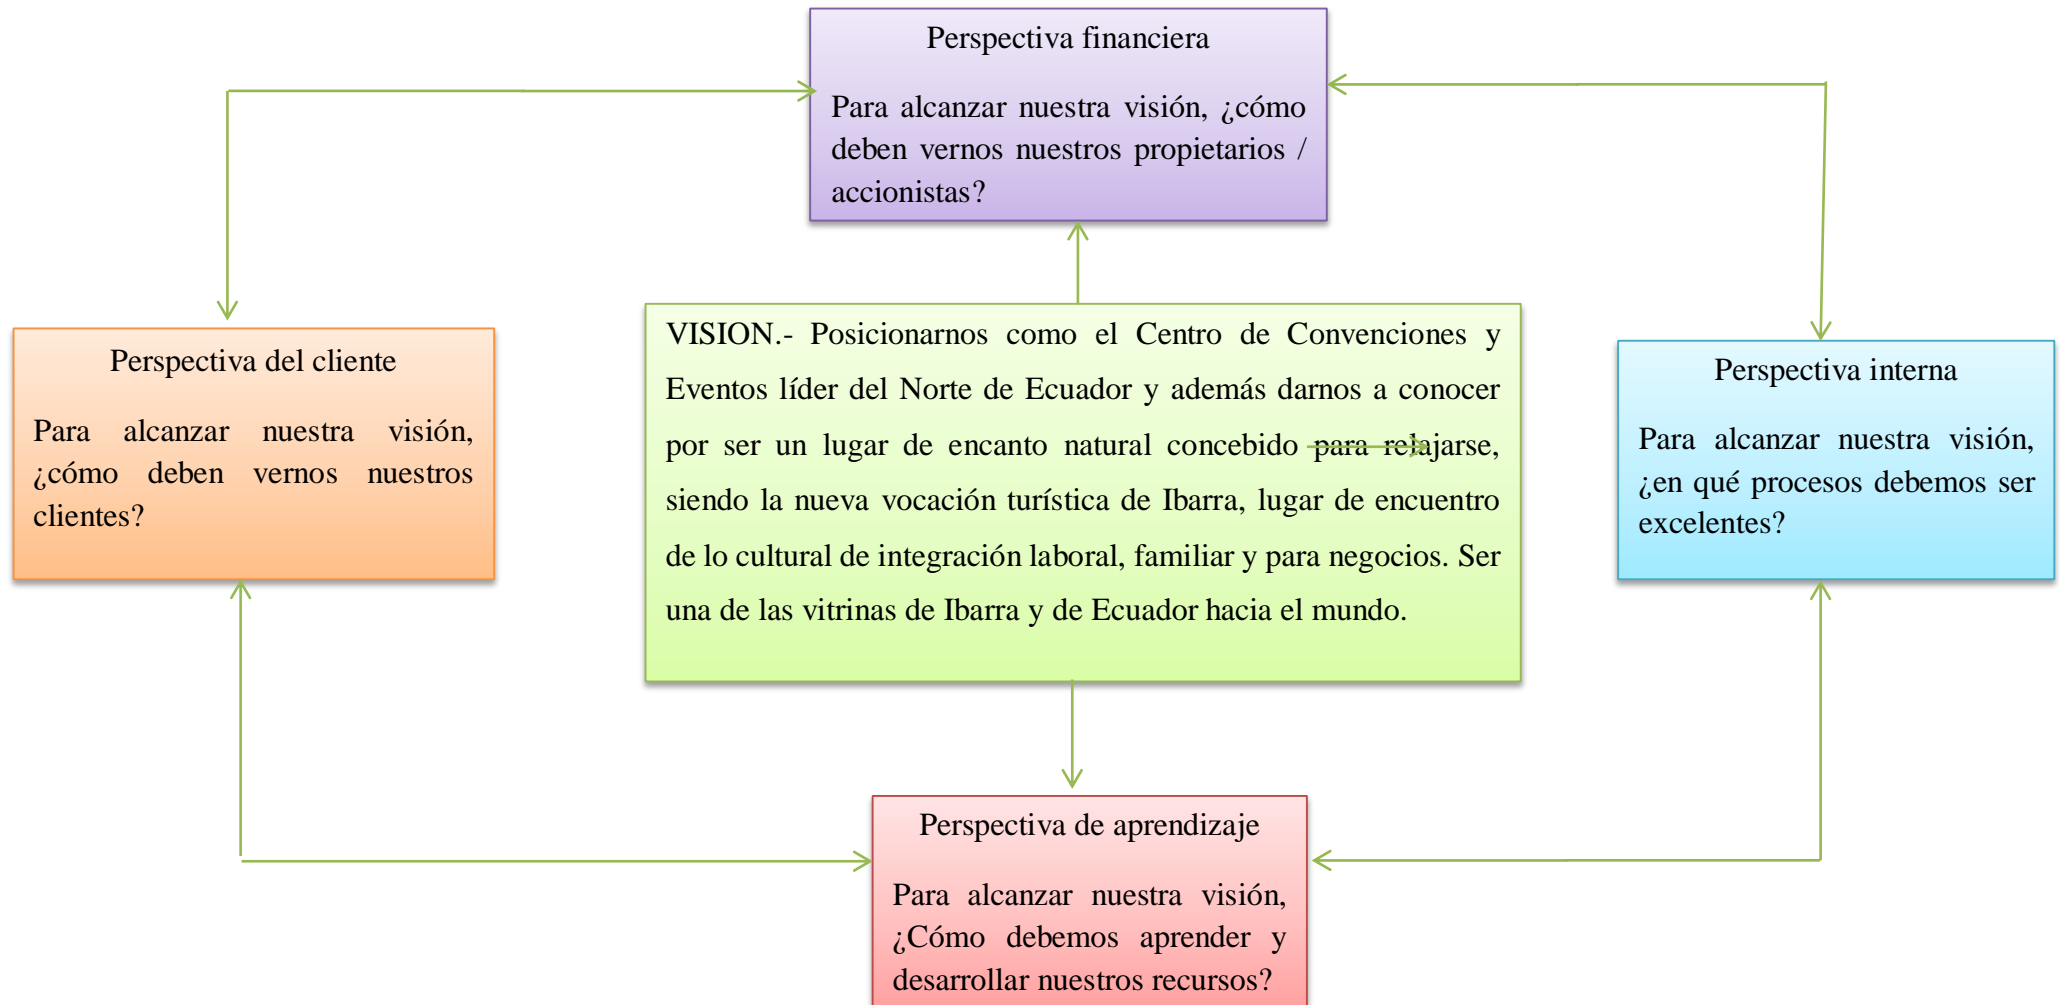 Perspectiva financiera
Para alcanzar nuestra visión, ¿cómo
deben vernos nuestros propietarios /
accionistas?
Perspectiva del cliente
Para alcanzar nuestra visión,
¿cómo deben vernos nuestros
clientes?
VISION.- Posicionarnos como el Centro de Convenciones y
Eventos líder del Norte de Ecuador y además darnos a conocer
por ser un lugar de encanto natural concebido para relajarse,
siendo la nueva vocación turística de Ibarra, lugar de encuentro
de lo cultural de integración laboral, familiar y para negocios. Ser
una de las vitrinas de Ibarra y de Ecuador hacia el mundo.
Perspectiva interna
Para alcanzar nuestra visión,
¿en qué procesos debemos ser
excelentes?
Perspectiva de aprendizaje
Para alcanzar nuestra visión,
¿Cómo debemos aprender y
desarrollar nuestros recursos?